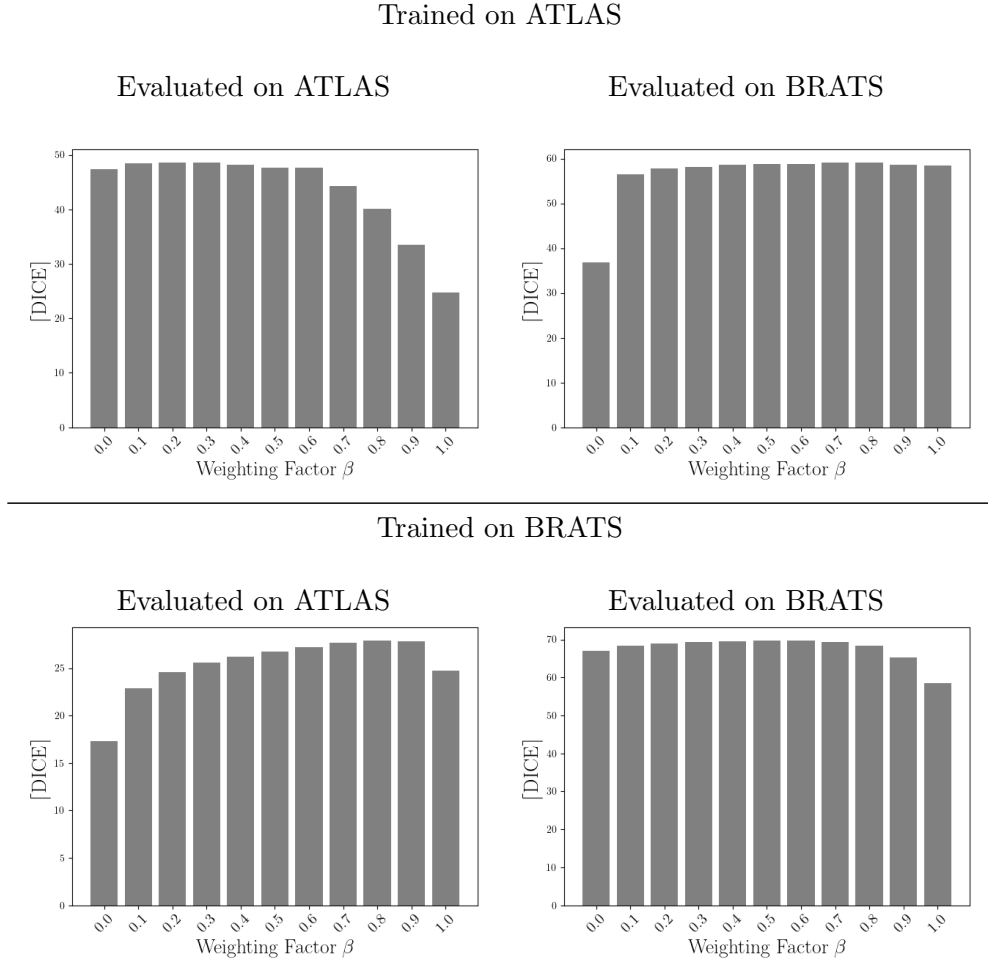 Trained on ATLAS
Evaluated on ATLAS
Evaluated on BRATS
50
40
30
20
10
0
⌈DICE⌉
0.0 0.1 0.2 0.3 0.4 0.5 0.6 0.7 0.8 0.9 1.0
Weighting Factor β
60
50
40
30
20
10
0
⌈DICE⌉
0.0 0.1 0.2 0.3 0.4 0.5 0.6 0.7 0.8 0.9 1.0
Weighting Factor β
Trained on BRATS
Evaluated on ATLAS
Evaluated on BRATS
25
20
15
10
5
0
⌈DICE⌉
0.0 0.1 0.2 0.3 0.4 0.5 0.6 0.7 0.8 0.9 1.0
Weighting Factor β
70
60
50
40
30
20
10
0
⌈DICE⌉
0.0 0.1 0.2 0.3 0.4 0.5 0.6 0.7 0.8 0.9 1.0
Weighting Factor β